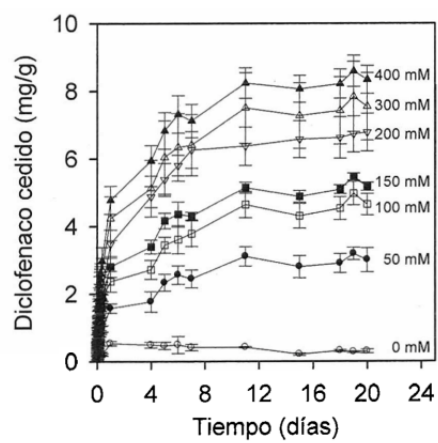 Diclofenaco cedido (mg/g)
10
8
6
4
2
0
400 mM
300 mM
200 mM
150 mM
100 mM
50 mM
0 mM
0
4
8
12
16
20
24
Tiempo (días)